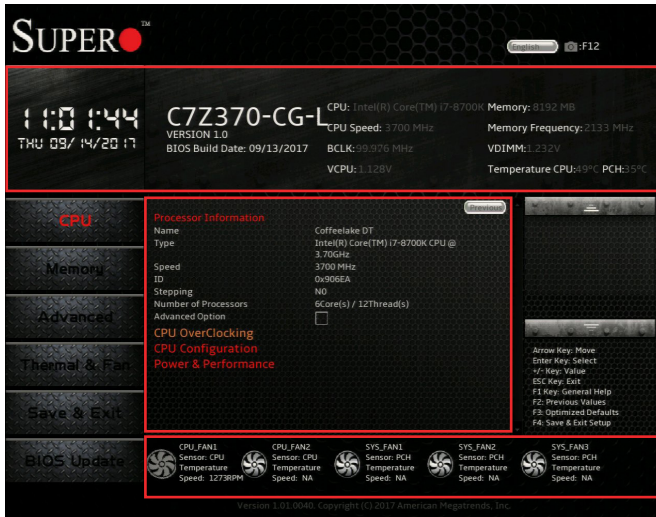 SUPER TM
English :F12
11:01:44
THU 09/14/2017
C7Z370-CG-L
VERSION 1.0
BIOS Build Date: 09/13/2017
CPU: Intel(R) Core(TM) i7-8700K
CPU Speed: 3700 MHz
BCLK:99.976 MHz
VCPU:1.128V
Memory: 8192 MB
Memory Frequency:2133 MHz
VDIMM:1.232V
Temperature CPU:49°C PCH:35°C
CPU
Memory
Advanced
Thermal & Fan
Save & Exit
BIOS Update
Previous
Processor Information
Name Coffeelake DT
Type Intel(R) Core(TM) i7-8700K CPU @
3.70GHz
Speed 3700 MHz
ID 0x906EA
Stepping N0
Number of Processors 6Core(s) / 12Thread(s)
Advanced Option
CPU OverClocking
CPU Configuration
Power & Performance
Arrow Key: Move
Enter Key: Select
+/- Key: Value
ESC Key: Exit
F1 Key: General Help
F2: Previous Values
F3: Optimized Defaults
F4: Save & Exit Setup
CPU_FAN1
Sensor: CPU
Temperature
Speed: 1273RPM
CPU_FAN2
Sensor: CPU
Temperature
Speed: NA
SYS_FAN1
Sensor: PCH
Temperature
Speed: NA
SYS_FAN2
Sensor: PCH
Temperature
Speed: NA
SYS_FAN3
Sensor: PCH
Temperature
Speed: NA
Version 1.01:0040. Copyright (C) 2017 American Megatrends, Inc.